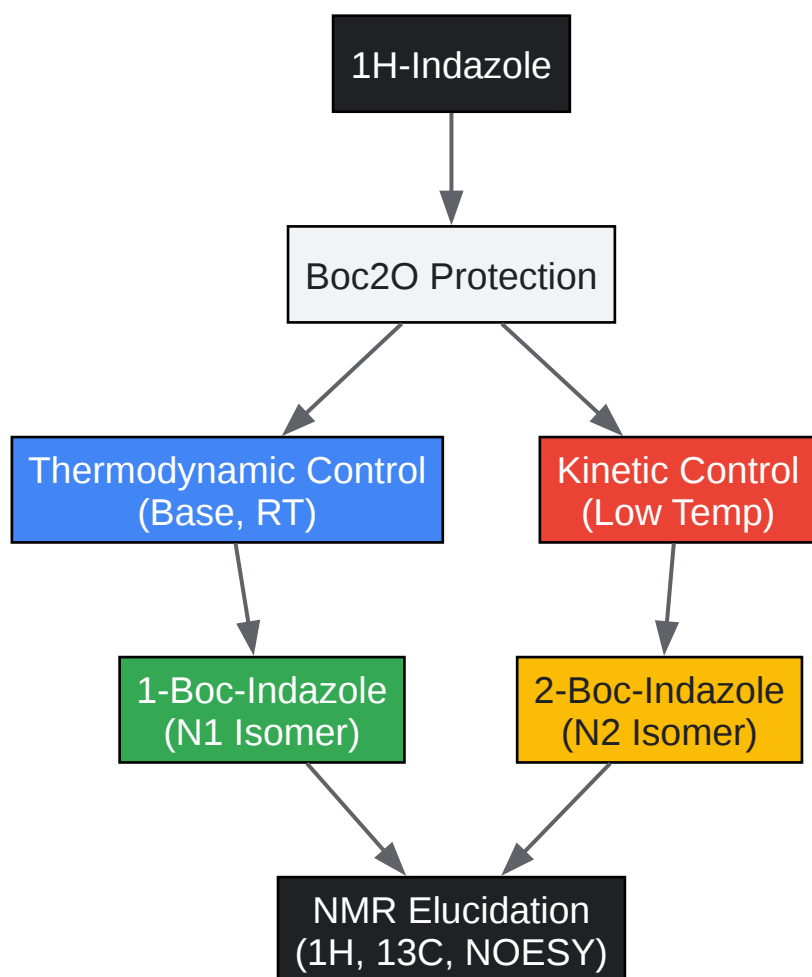 1H-Indazole
Boc2O Protection
Thermodynamic Control
(Base, RT)
Kinetic Control
(Low Temp)
1-Boc-Indazole
(N1 Isomer)
2-Boc-Indazole
(N2 Isomer)
NMR Elucidation
(1H, 13C, NOESY)